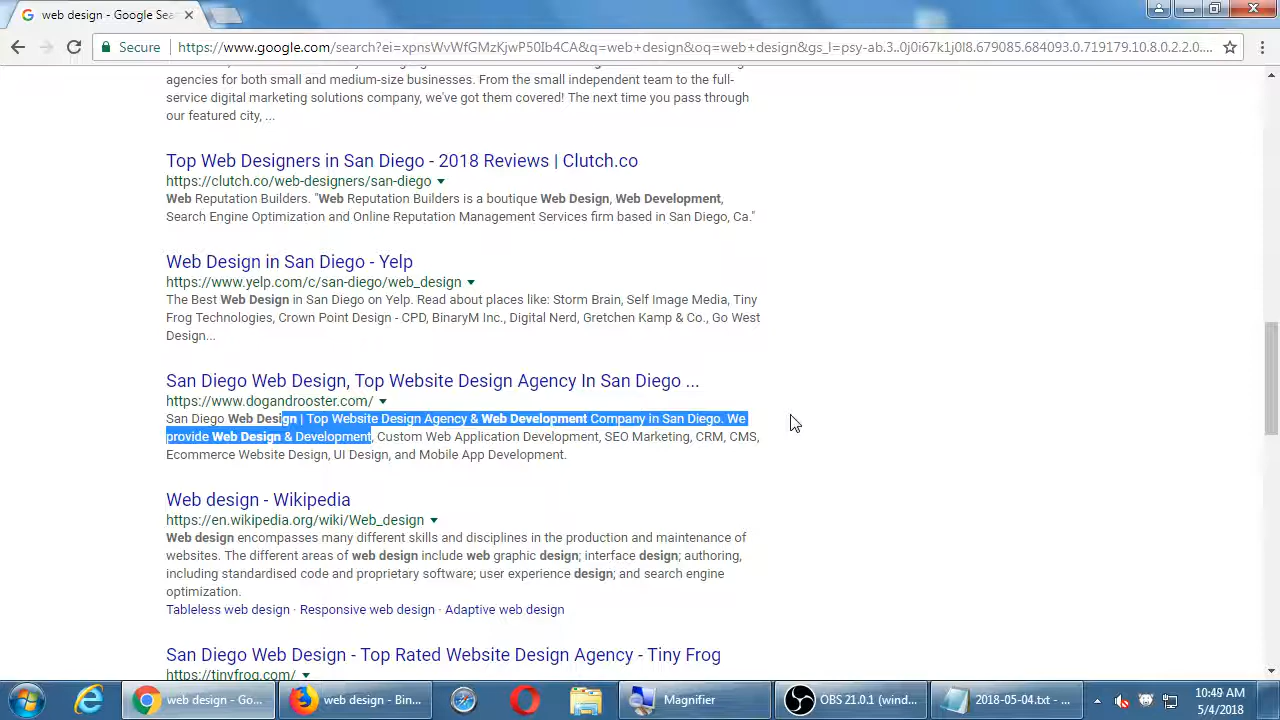 web design - Google Sea
Secure
https://www.google.com/search?ei=xpnsWvWfGMzKjwP50Ib4CA&q=web+design&oq=web+design&gs_l=psy-ab.3..0j0i67k1j0l8.679085.684093.0.719179.10.8.0.2.2.0....
agencies for both small and medium-size businesses. From the small independent team to the full-
service digital marketing solutions company, we've got them covered! The next time you pass through
our featured city, ...
Top Web Designers in San Diego - 2018 Reviews | Clutch.co
https://clutch.co/web-designers/san-diego
Web Reputation Builders. "Web Reputation Builders is a boutique Web Design, Web Development,
Search Engine Optimization and Online Reputation Management Services firm based in San Diego, Ca."
Web Design in San Diego - Yelp
https://www.yelp.com/c/san-diego/web_design
The Best Web Design in San Diego on Yelp. Read about places like: Storm Brain, Self Image Media, Tiny
Frog Technologies, Crown Point Design - CPD, BinaryM Inc., Digital Nerd, Gretchen Kamp & Co., Go West
Design...
San Diego Web Design, Top Website Design Agency In San Diego ...
https://www.dogandrooster.com/
San Diego Web Design | Top Website Design Agency & Web Development Company in San Diego. We
provide Web Design & Development, Custom Web Application Development, SEO Marketing, CRM, CMS,
Ecommerce Website Design, UI Design, and Mobile App Development.
Web design - Wikipedia
https://en.wikipedia.org/wiki/Web_design
Web design encompasses many different skills and disciplines in the production and maintenance of
websites. The different areas of web design include web graphic design; interface design; authoring,
including standardised code and proprietary software; user experience design; and search engine
optimization.
Tableless web design · Responsive web design · Adaptive web design
San Diego Web Design - Top Rated Website Design Agency - Tiny Frog
https://tinyfrog.com/
web design - Go...
web design - Bin...
Magnifier
OBS 21.0.1 (wind...
2018-05-04.txt - ...
10:49 AM
5/4/2018